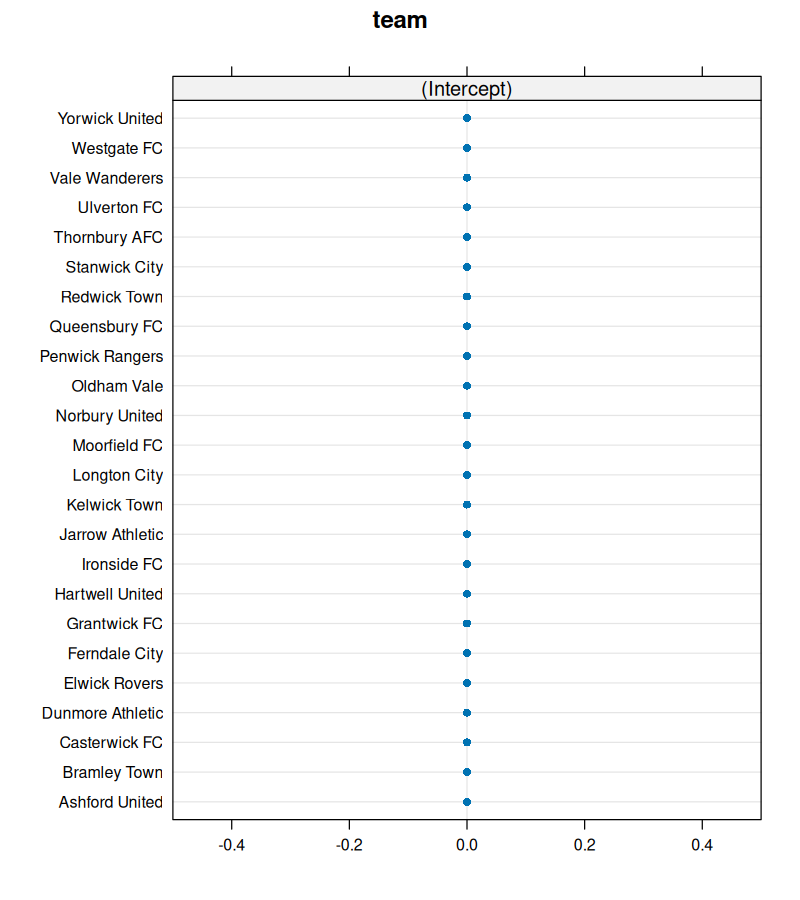 team
(Intercept)
Yorwick United
Westgate FC
Vale Wanderers
Ulverton FC
Thornbury AFC
Stanwick City
Redwick Town
Queensbury FC
Penwick Rangers
Oldham Vale
Norbury United
Moorfield FC
Longton City
Kelwick Town
Jarrow Athletic
Ironside FC
Hartwell United
Grantwick FC
Ferndale City
Elwick Rovers
Dunmore Athletic
Casterwick FC
Bramley Town
Ashford United
-0.4 -0.2 0.0 0.2 0.4